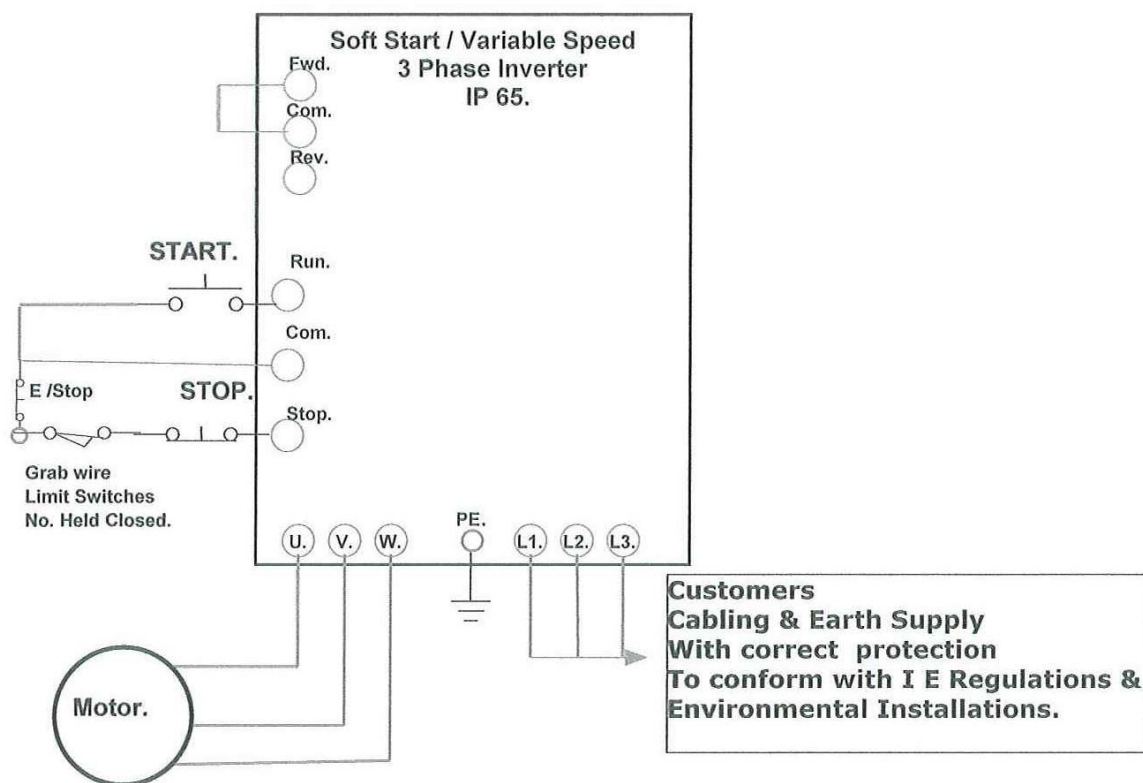 Soft Start / Variable Speed
3 Phase Inverter
IP 65.
Fwd.
Com.
Rev.
START.
Run.
Com.
E /Stop
STOP.
Stop.
Grab wire
Limit Switches
No. Held Closed.
PE.
U.
V.
W.
L1.
L2.
L3.
Customers
Cabling & Earth Supply
With correct protection
To conform with I E Regulations &
Environmental Installations.
Motor.